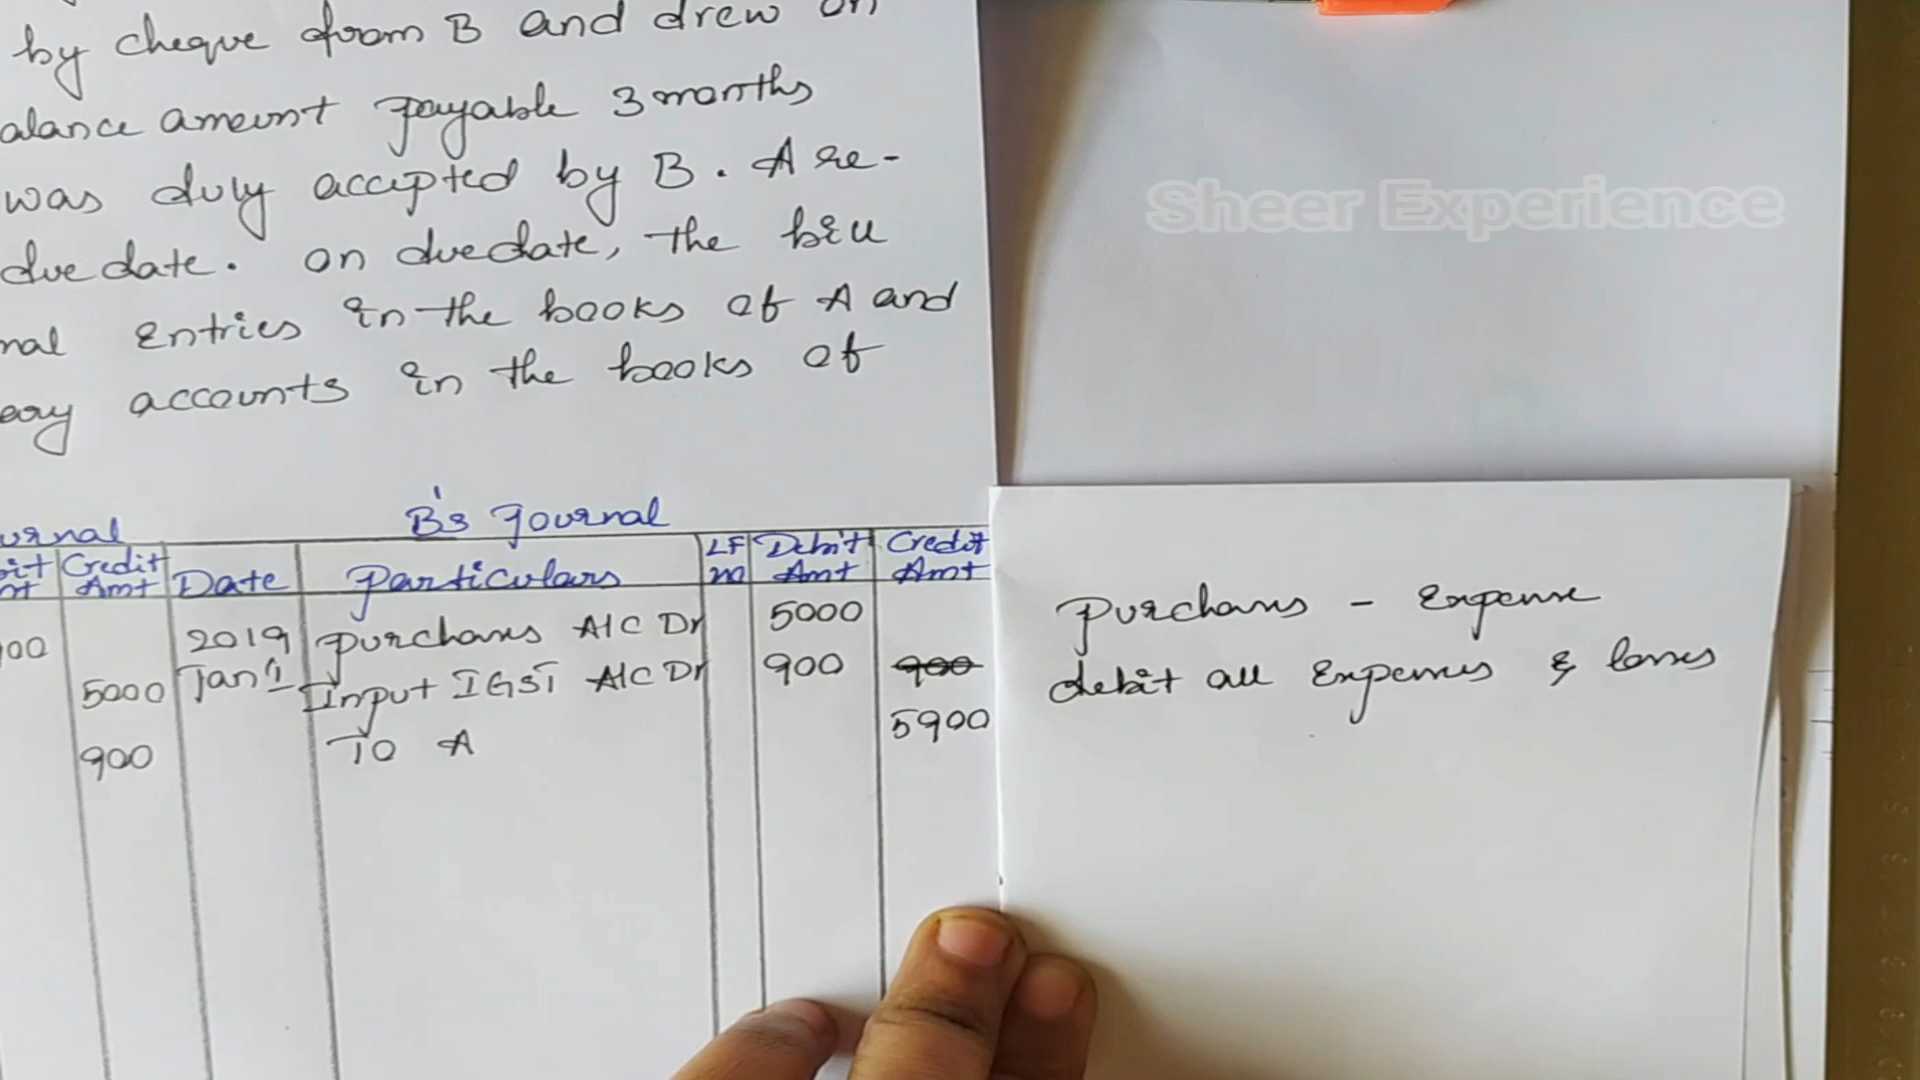 by cheque from B and drew on
alance amount payable 3 months
was duly accepted by B. A re-
due date. on due date, the bill
nal Entries in the books of A and
ary accounts in the books of
Sheer Experience
urnal
B's Journal
Credit Amt Date Particulars LF no Debit Amt Credit Amt
00 2019 Purchases A/C Dr 5000
5000 Jan 1 Input IGST A/C Dr 900 900
900 To A 5900
Purchases - Expense
debit all Expenses & losses